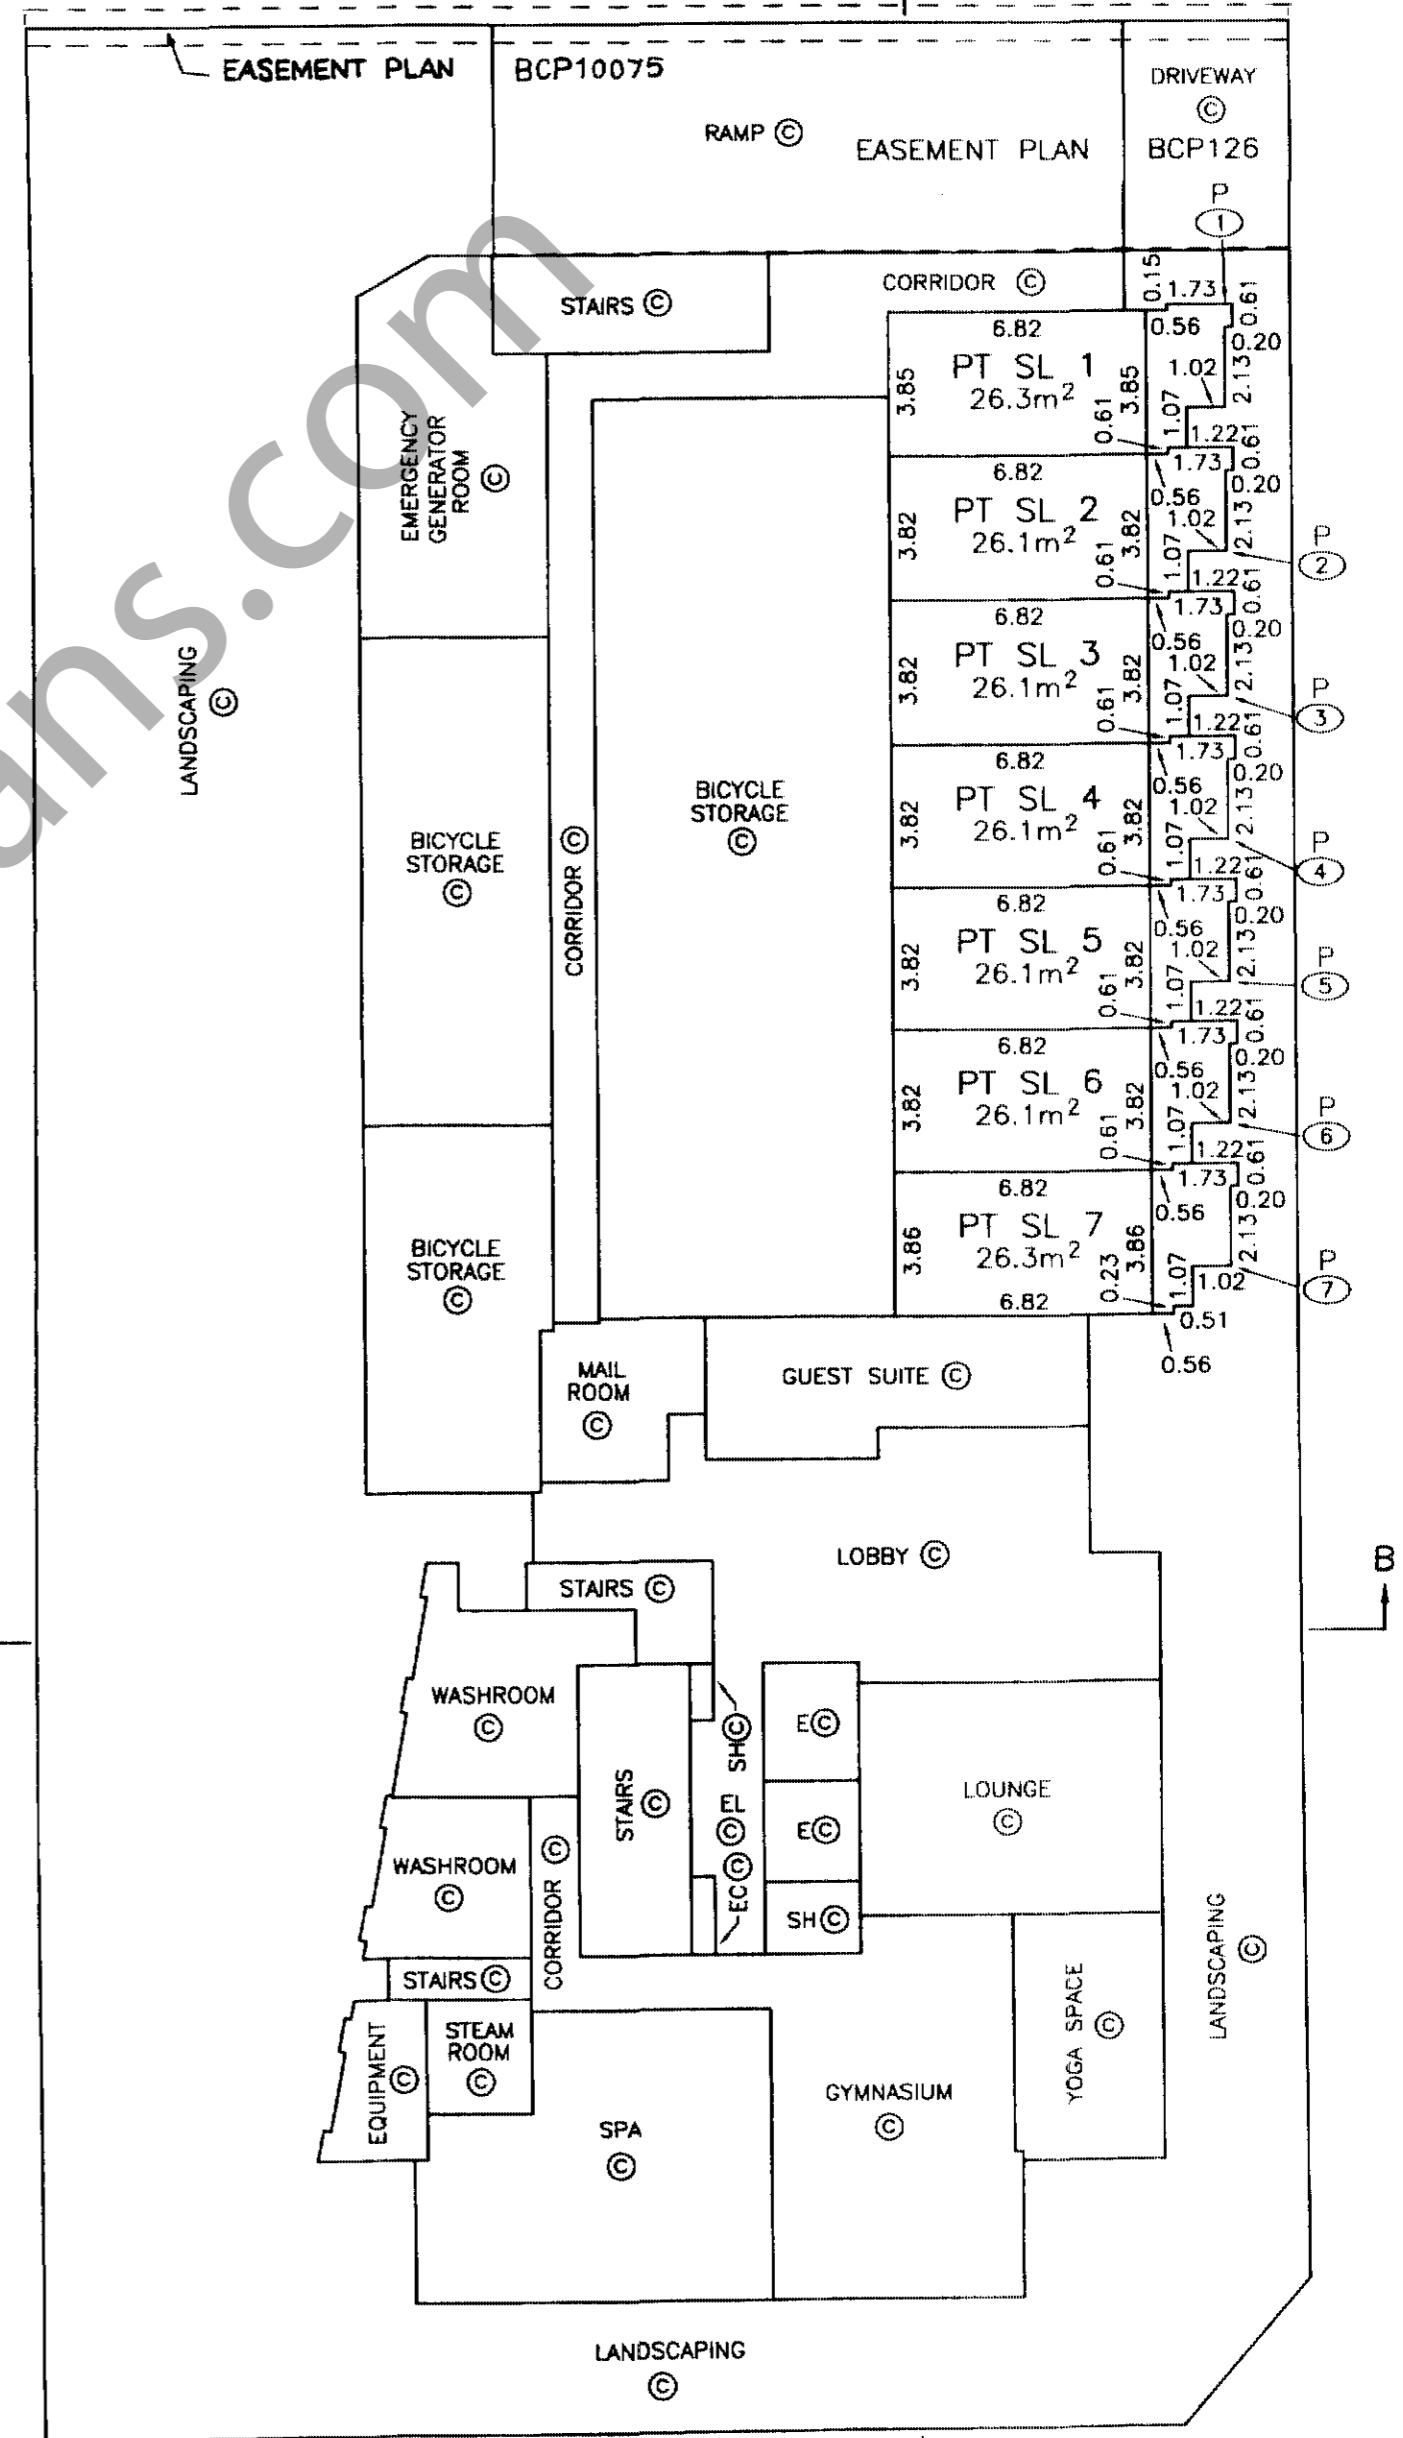 EASEMENT PLAN BCP10075
DRIVEWAY
©
RAMP ©
EASEMENT PLAN BCP126
P
1
STAIRS ©
CORRIDOR ©
0.15
1.73
0.61
6.82
0.56
0.20
PT SL 1
26.3m²
3.85
3.85
1.02
2.13
0.61
1.07
1.22
0.61
EMERGENCY
GENERATOR
ROOM
©
6.82
1.73
0.20
0.56
PT SL 2
26.1m²
3.82
3.82
1.02
2.13
0.61
1.07
1.22
0.61
P
2
6.82
1.73
0.20
0.56
PT SL 3
26.1m²
3.82
3.82
1.02
2.13
0.61
1.07
1.22
0.61
P
3
LANDSCAPING
©
6.82
1.73
0.20
0.56
PT SL 4
26.1m²
3.82
3.82
1.02
2.13
0.61
1.07
1.22
0.61
P
4
BICYCLE
STORAGE
©
BICYCLE
STORAGE
©
CORRIDOR ©
6.82
1.73
0.20
0.56
PT SL 5
26.1m²
3.82
3.82
1.02
2.13
0.61
1.07
1.22
0.61
P
5
6.82
1.73
0.20
0.56
PT SL 6
26.1m²
3.82
3.82
1.02
2.13
0.61
1.07
1.22
0.61
P
6
6.82
1.73
0.20
0.56
PT SL 7
26.3m²
3.86
3.86
2.13
0.23
1.07
1.02
6.82
0.51
0.56
P
7
BICYCLE
STORAGE
©
MAIL
ROOM
©
GUEST SUITE ©
LOBBY ©
B
STAIRS ©
WASHROOM
©
STAIRS ©
SH©
EL
©
EC©
E©
E©
SH©
LOUNGE
©
WASHROOM
©
CORRIDOR ©
STAIRS ©
STEAM
ROOM
©
EQUIPMENT ©
SPA
©
GYMNASIUM
©
YOGA SPACE
©
LANDSCAPING
©
LANDSCAPING
©
ans.com